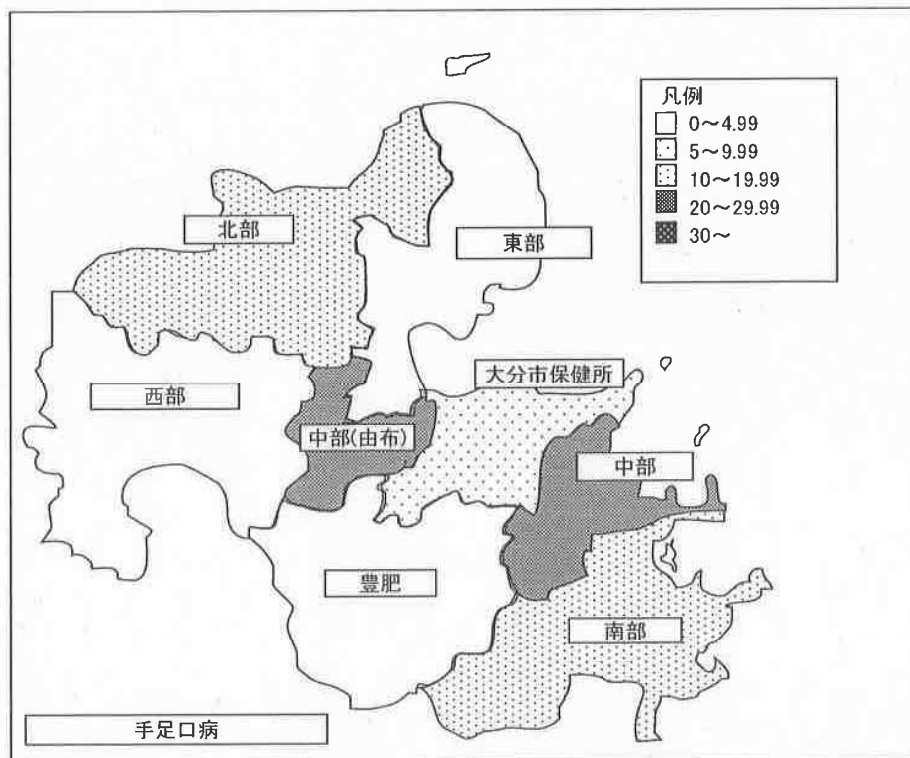 凡例
0～4.99
5～9.99
10～19.99
20～29.99
30～
北部
東部
大分市保健所
西部
中部(由布)
中部
豊肥
南部
手足口病